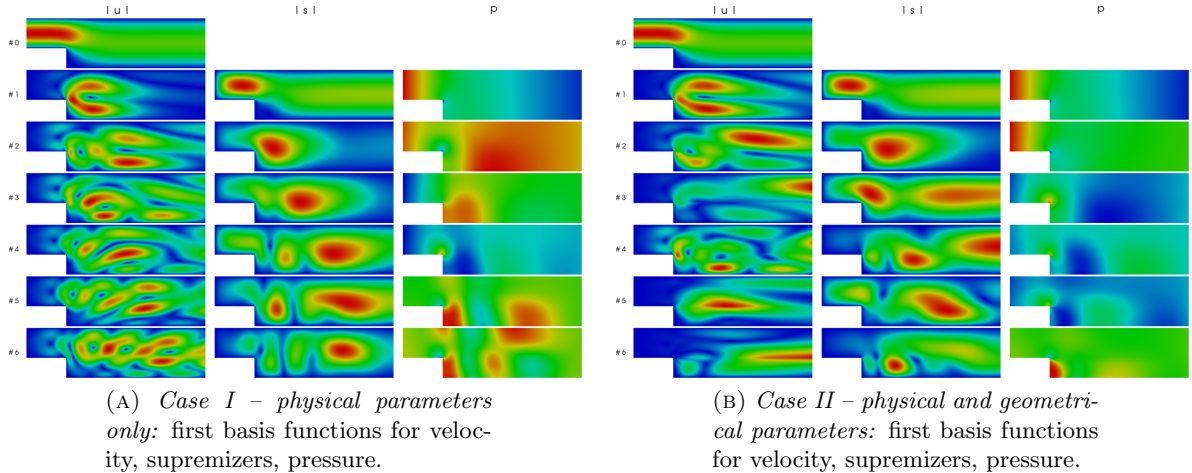 |u| |s| p |u| |s| p
#0 #0
#1 #1
#2 #2
#3 #3
#4 #4
#5 #5
#6 #6
(A) Case I – physical parameters
only: first basis functions for veloc-
ity, supremizers, pressure.
(B) Case II – physical and geometri-
cal parameters: first basis functions
for velocity, supremizers, pressure.